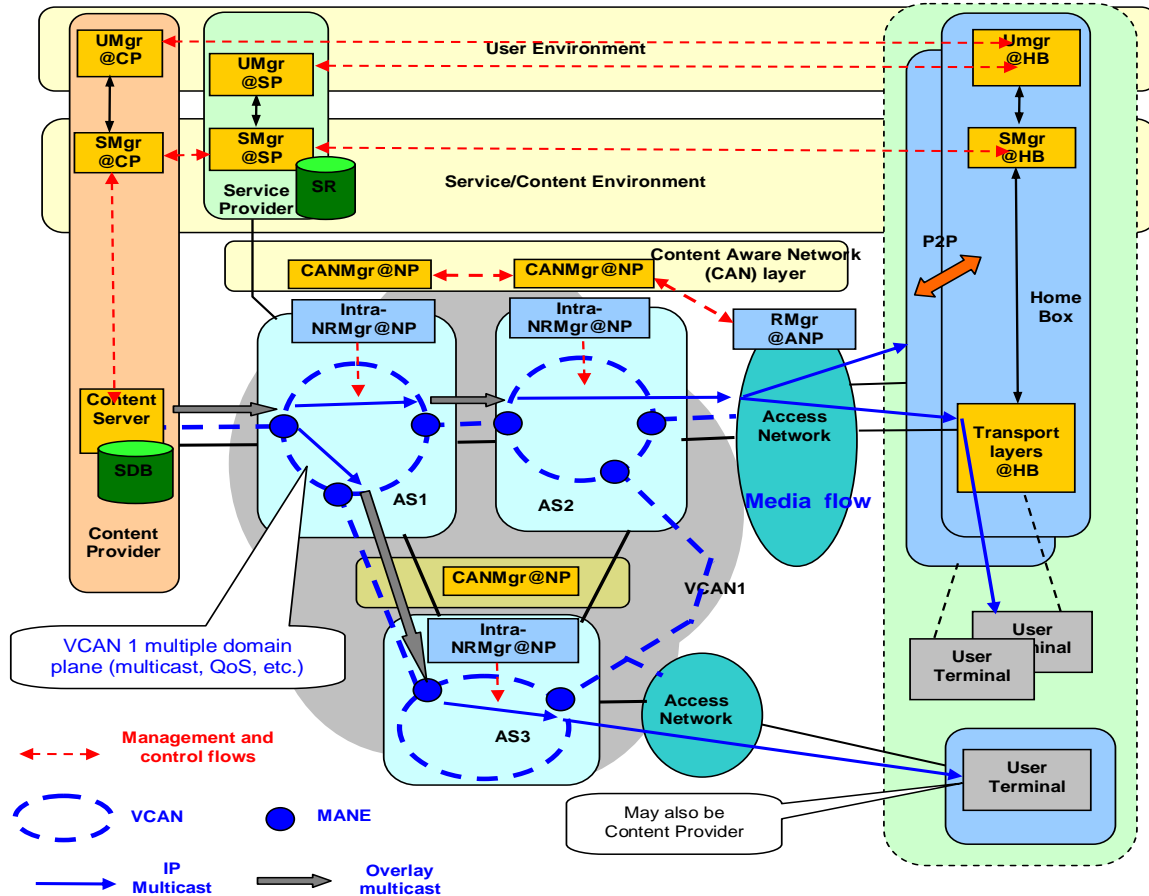 UMgr
@CP
User Environment
Umgr
@HB
UMgr
@SP
SMgr
@CP
SMgr
@SP
SMgr
@HB
SR
Service
Provider
Service/Content Environment
P2P
Content Aware Network
(CAN) layer
CANMgr@NP
CANMgr@NP
Home
Box
Intra-
NRMgr@NP
Intra-
NRMgr@NP
RMgr
@ANP
Content
Server
SDB
Access
Network
Transport
layers
@HB
AS1
AS2
Media flow
Content
Provider
CANMgr@NP
VCAN1
VCAN 1 multiple domain
plane (multicast, QoS, etc.)
Intra-
NRMgr@NP
User
Terminal
User
Terminal
Access
Network
AS3
Management and
control flows
User
Terminal
May also be
Content Provider
VCAN
MANE
IP
Multicast
Overlay
multicast